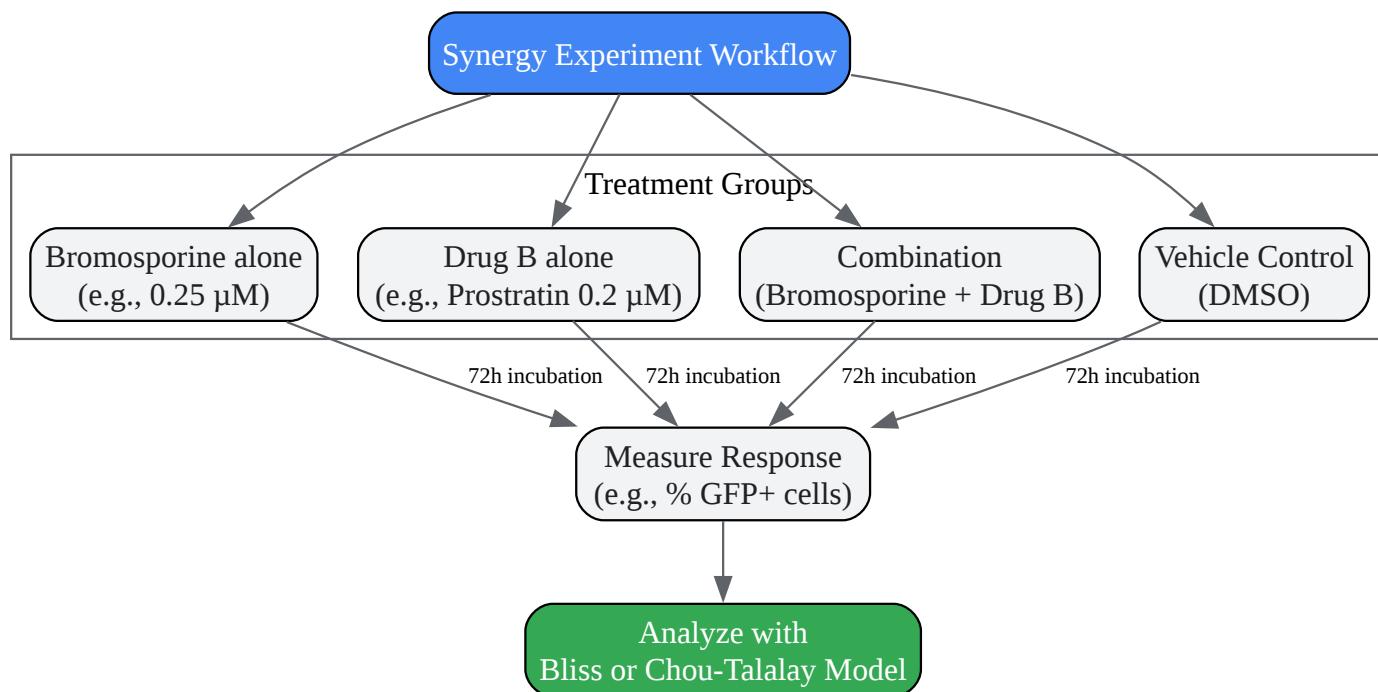 Synergy Experiment Workflow
Treatment Groups
Bromosporine alone
(e.g., 0.25 µM)
Drug B alone
(e.g., Prostratin 0.2 µM)
Combination
(Bromosporine + Drug B)
Vehicle Control
(DMSO)
72h incubation
72h incubation
72h incubation
72h incubation
Measure Response
(e.g., % GFP+ cells)
Analyze with
Bliss or Chou-Talalay Model